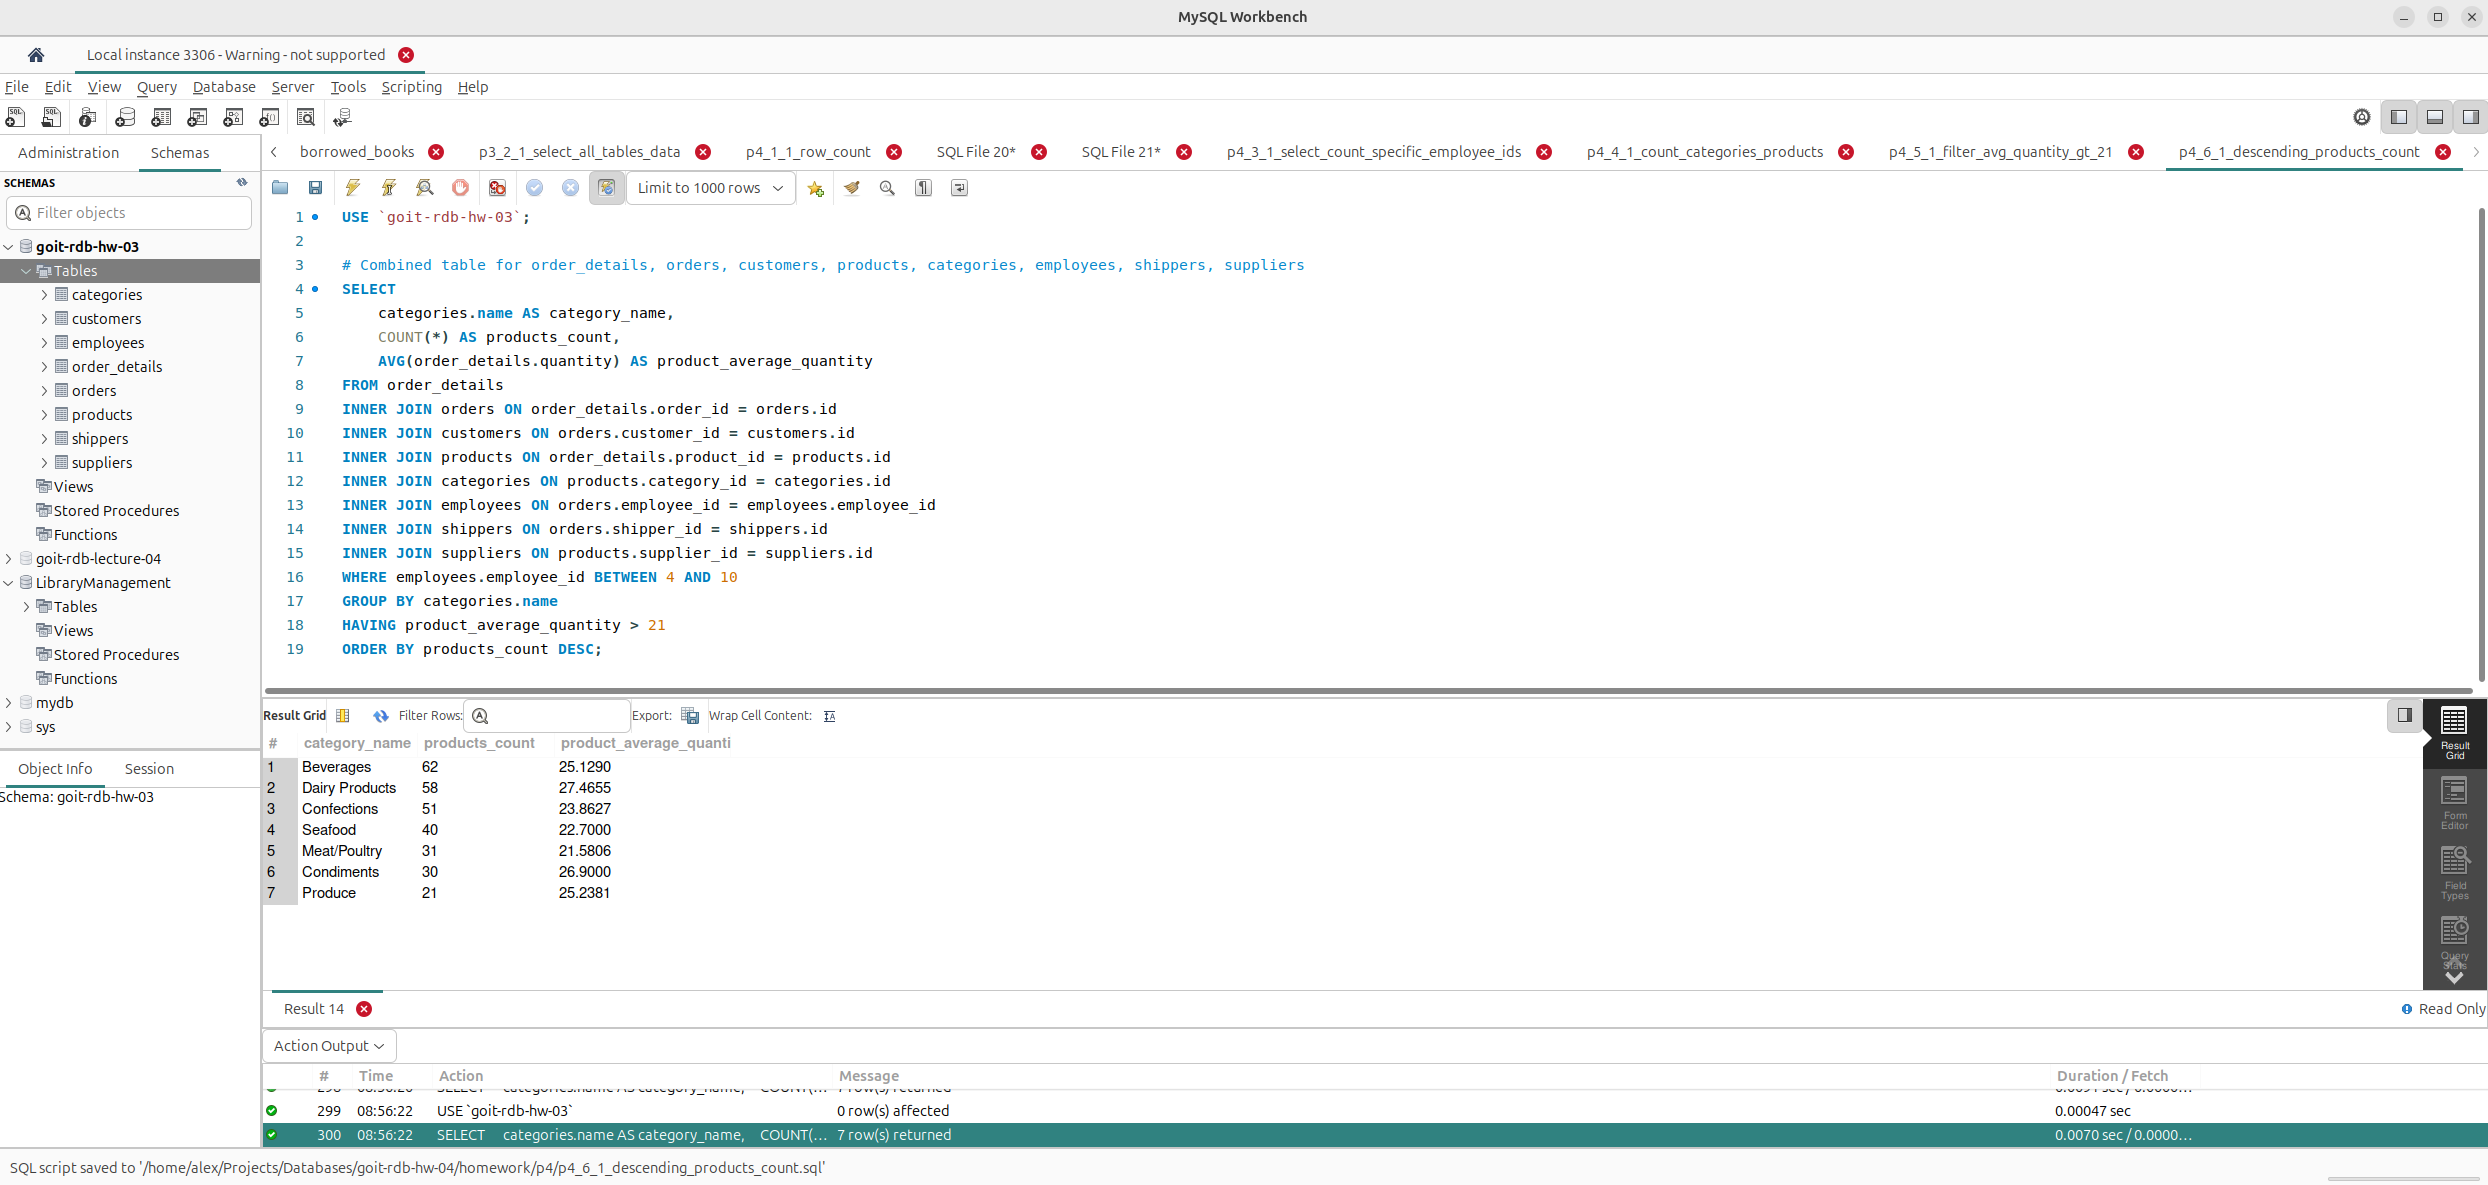 MySQL Workbench
Local instance 3306 - Warning - not supported
File Edit View Query Database Server Tools Scripting Help
Administration Schemas
borrowed_books p3_2_1_select_all_tables_data p4_1_1_row_count SQL File 20* SQL File 21* p4_3_1_select_count_specific_employee_ids p4_4_1_count_categories_products p4_5_1_filter_avg_quantity_gt_21 p4_6_1_descending_products_count
SCHEMAS
Filter objects
goit-rdb-hw-03
Tables
categories
customers
employees
order_details
orders
products
shippers
suppliers
Views
Stored Procedures
Functions
goit-rdb-lecture-04
LibraryManagement
Tables
Views
Stored Procedures
Functions
mydb
sys
Object Info Session
Schema: goit-rdb-hw-03
Limit to 1000 rows
1 USE `goit-rdb-hw-03`;
2
3 # Combined table for order_details, orders, customers, products, categories, employees, shippers, suppliers
4 SELECT
5 categories.name AS category_name,
6 COUNT(*) AS products_count,
7 AVG(order_details.quantity) AS product_average_quantity
8 FROM order_details
9 INNER JOIN orders ON order_details.order_id = orders.id
10 INNER JOIN customers ON orders.customer_id = customers.id
11 INNER JOIN products ON order_details.product_id = products.id
12 INNER JOIN categories ON products.category_id = categories.id
13 INNER JOIN employees ON orders.employee_id = employees.employee_id
14 INNER JOIN shippers ON orders.shipper_id = shippers.id
15 INNER JOIN suppliers ON products.supplier_id = suppliers.id
16 WHERE employees.employee_id BETWEEN 4 AND 10
17 GROUP BY categories.name
18 HAVING product_average_quantity > 21
19 ORDER BY products_count DESC;
Result Grid Filter Rows: Export: Wrap Cell Content:
# category_name products_count product_average_quanti
1 Beverages 62 25.1290
2 Dairy Products 58 27.4655
3 Confections 51 23.8627
4 Seafood 40 22.7000
5 Meat/Poultry 31 21.5806
6 Condiments 30 26.9000
7 Produce 21 25.2381
Result Grid
Form Editor
Field Types
Query Stats
Result 14
Read Only
Action Output
# Time Action Message Duration / Fetch
299 08:56:22 USE `goit-rdb-hw-03` 0 row(s) affected 0.00047 sec
300 08:56:22 SELECT categories.name AS category_name, COUNT(... 7 row(s) returned 0.0070 sec / 0.0000...
SQL script saved to '/home/alex/Projects/Databases/goit-rdb-hw-04/homework/p4/p4_6_1_descending_products_count.sql'